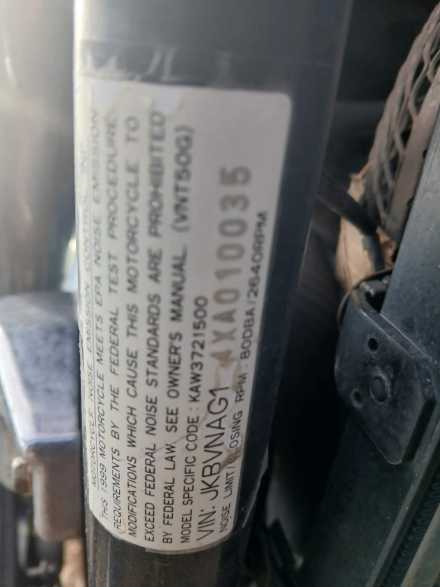 MOTORCYCLE NOISE EMISSION CONTROL
THIS 1999 MOTORCYCLE MEETS EPA NOISE EMISSION
REQUIREMENTS BY THE FEDERAL TEST PROCEDURE.
MODIFICATIONS WHICH CAUSE THIS MOTORCYCLE TO
EXCEED FEDERAL NOISE STANDARDS ARE PROHIBITED
BY FEDERAL LAW. SEE OWNER'S MANUAL. (VNT50G)
MODEL SPECIFIC CODE : KAW3721500
VIN: JKBVNAG1 4XA010035
NOISE LIMIT/CLOSING RPM : 80DBA/2640RPM